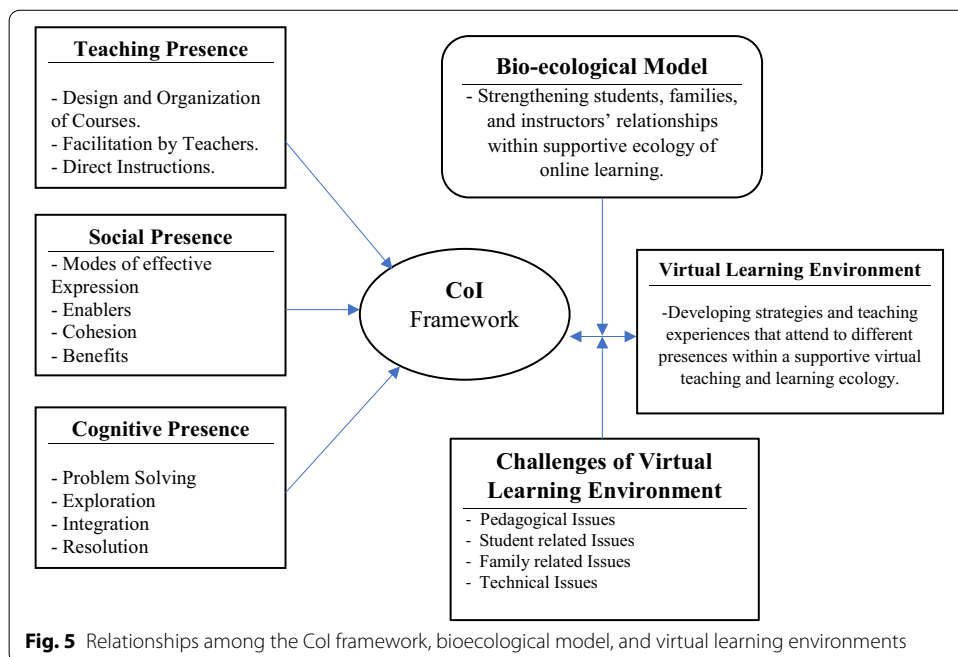 Teaching Presence
- Design and Organization
of Courses.
- Facilitation by Teachers.
- Direct Instructions.
Social Presence
- Modes of effective
Expression
- Enablers
- Cohesion
- Benefits
Cognitive Presence
- Problem Solving
- Exploration
- Integration
- Resolution
CoI
Framework
Bio-ecological Model
- Strengthening students, families,
and instructors’ relationships
within supportive ecology of
online learning.
Virtual Learning Environment
-Developing strategies and teaching
experiences that attend to different
presences within a supportive virtual
teaching and learning ecology.
Challenges of Virtual
Learning Environment
- Pedagogical Issues
- Student related Issues
- Family related Issues
- Technical Issues
Fig. 5 Relationships among the CoI framework, bioecological model, and virtual learning environments